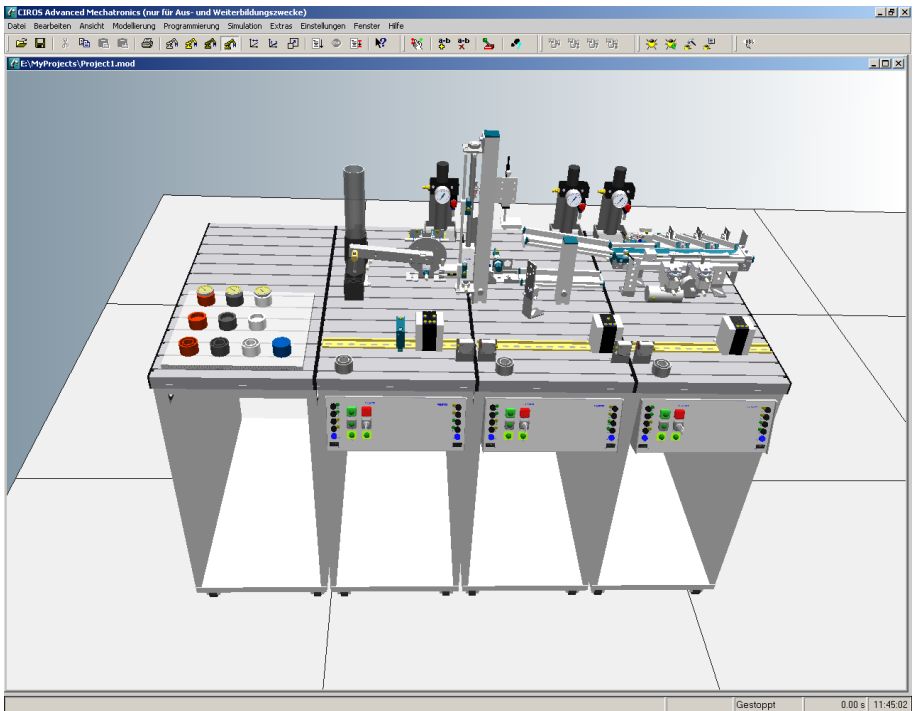 CIROS Advanced Mechatronics (nur für Aus- und Weiterbildungszwecke)
Datei Bearbeiten Ansicht Modellierung Programmierung Simulation Extras Einstellungen Fenster Hilfe
E:\MyProjects\Project1.mod
Gestoppt 0.00 s 11:45:02